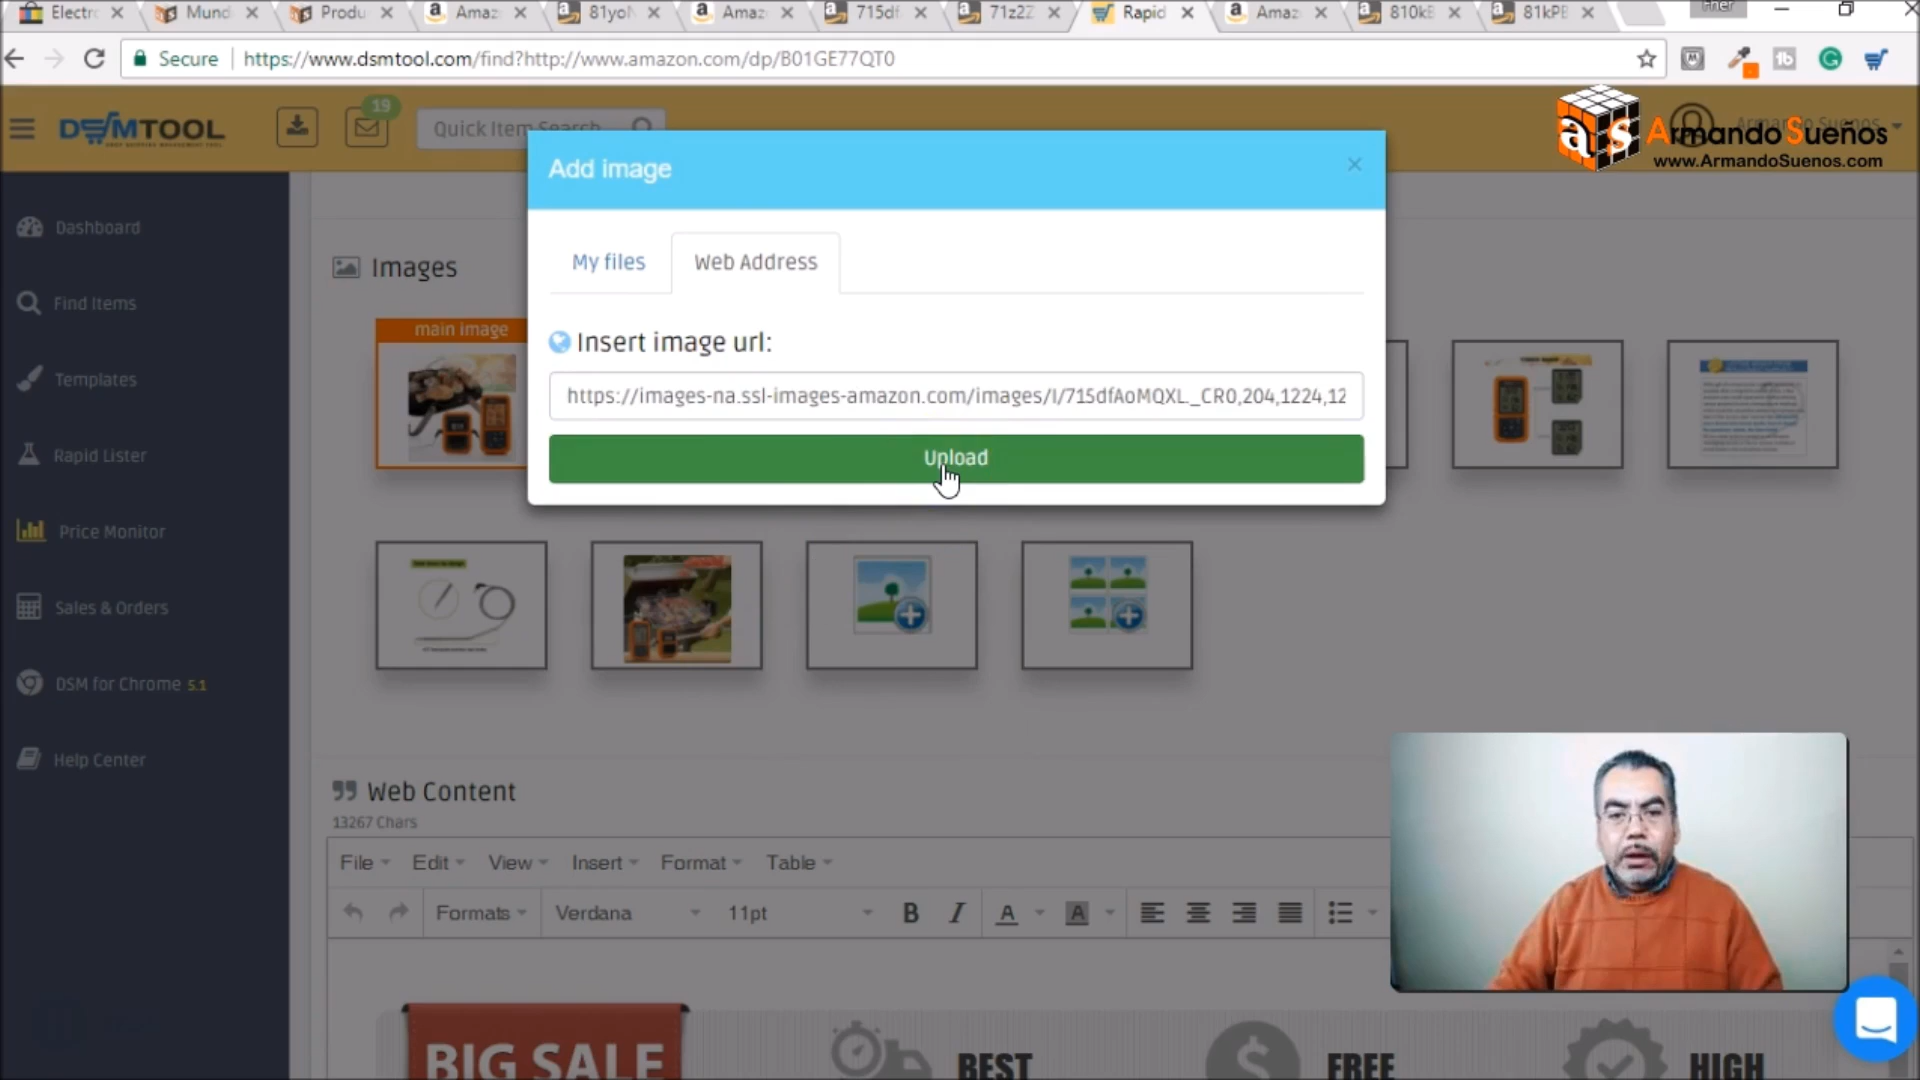 Electr
Mund
Produ
Amaz
81yo
Amaz
715df
71z2Z
Rapid
Amaz
810kE
81kPE
Secure
https://www.dsmtool.com/find?http://www.amazon.com/dp/B01GE77QT0
DSMTOOL
19
Quick Item Search
ArmandoSueños
www.ArmandoSuenos.com
Add image
My files
Web Address
Insert image url:
https://images-na.ssl-images-amazon.com/images/I/715dfAoMQXL._CR0,204,1224,12
Upload
Dashboard
Find Items
Templates
Rapid Lister
Price Monitor
Sales & Orders
DSM for Chrome 5.1
Help Center
Images
main image
Web Content
13267 Chars
File
Edit
View
Insert
Format
Table
Formats
Verdana
11pt
B
I
A
A
BIG SALE
BEST
FREE
HIGH